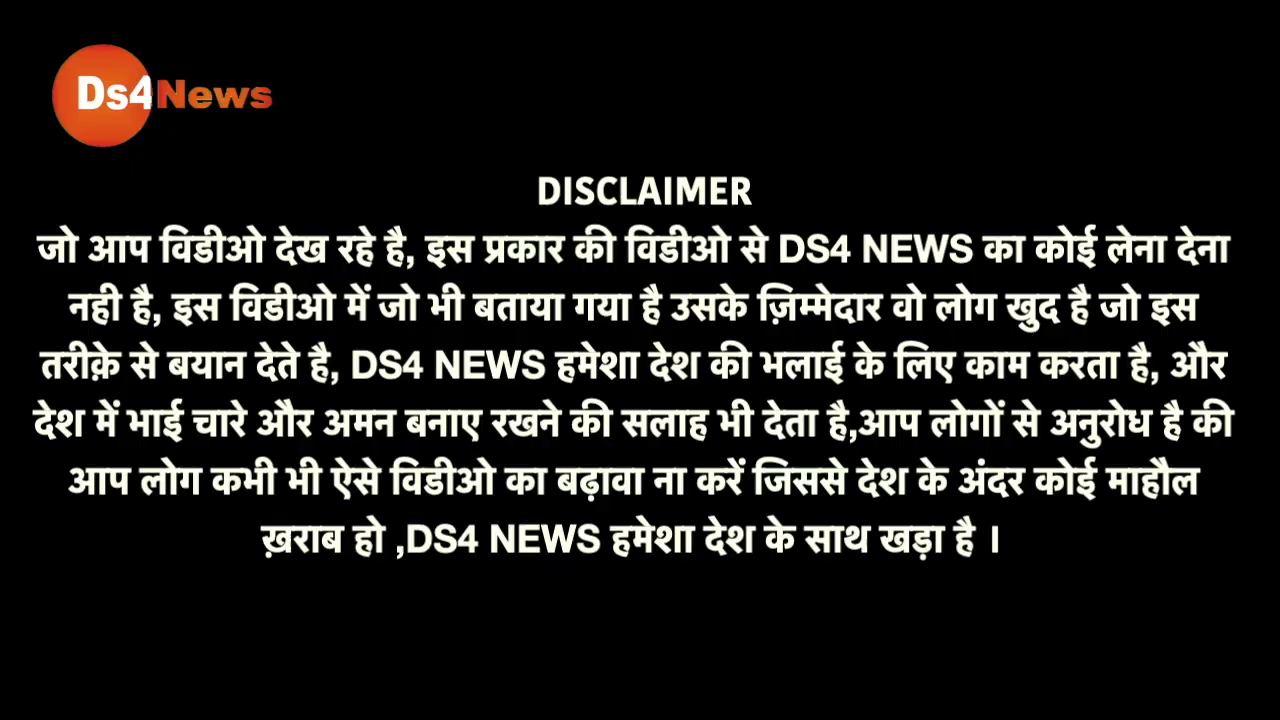 Ds4News
DISCLAIMER
जो आप विडीओ देख रहे है, इस प्रकार की विडीओ से DS4 NEWS का कोई लेना देना
नही है, इस विडीओ में जो भी बताया गया है उसके ज़िम्मेदार वो लोग खुद है जो इस
तरीक़े से बयान देते है, DS4 NEWS हमेशा देश की भलाई के लिए काम करता है, और
देश में भाई चारे और अमन बनाए रखने की सलाह भी देता है,आप लोगों से अनुरोध है की
आप लोग कभी भी ऐसे विडीओ का बढ़ावा ना करें जिससे देश के अंदर कोई माहौल
ख़राब हो ,DS4 NEWS हमेशा देश के साथ खड़ा है ।